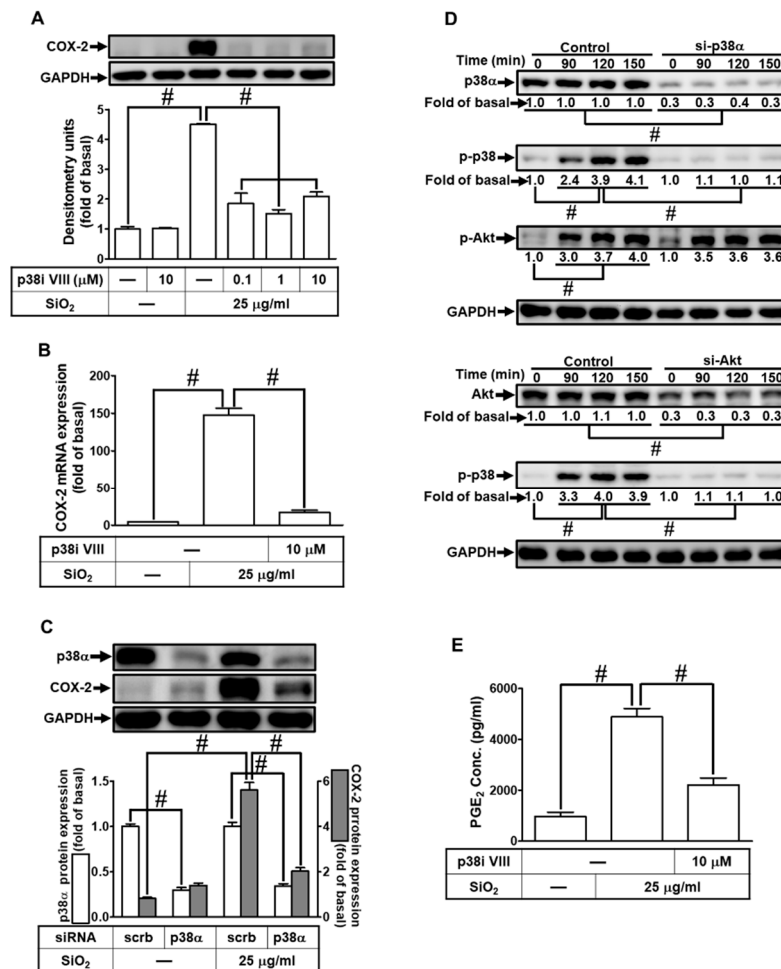 A
COX-2
GAPDH
# #
Densitometry units
(fold of basal)
5
4
3
2
1
0
p38i VIII (μM) — 10 — 0.1 1 10
SiO2 — 25 μg/ml
B
# #
COX-2 mRNA expression
(fold of basal)
200
150
100
50
0
p38i VIII — 10 μM
SiO2 — 25 μg/ml
C
p38α
COX-2
GAPDH
# #
# #
p38α protein expression
(fold of basal)
1.5
1.0
0.5
0.0
6
4
2
0
COX-2 prrotein expression
(fold of basal)
siRNA scrb p38α scrb p38α
SiO2 — 25 μg/ml
D
Control si-p38α
Time (min) 0 90 120 150 0 90 120 150
p38α
Fold of basal 1.0 1.0 1.0 1.0 0.3 0.3 0.4 0.3
#
p-p38
Fold of basal 1.0 2.4 3.9 4.1 1.0 1.1 1.0 1.1
# #
p-Akt
1.0 3.0 3.7 4.0 1.0 3.5 3.6 3.6
#
GAPDH
Control si-Akt
Time (min) 0 90 120 150 0 90 120 150
Akt
Fold of basal 1.0 1.0 1.1 1.0 0.3 0.3 0.3 0.3
#
p-p38
Fold of basal 1.0 3.3 4.0 3.9 1.0 1.1 1.1 1.0
# #
GAPDH
E
# #
PGE2 Conc. (pg/ml)
6000
4000
2000
0
p38i VIII — 10 μM
SiO2 — 25 μg/ml